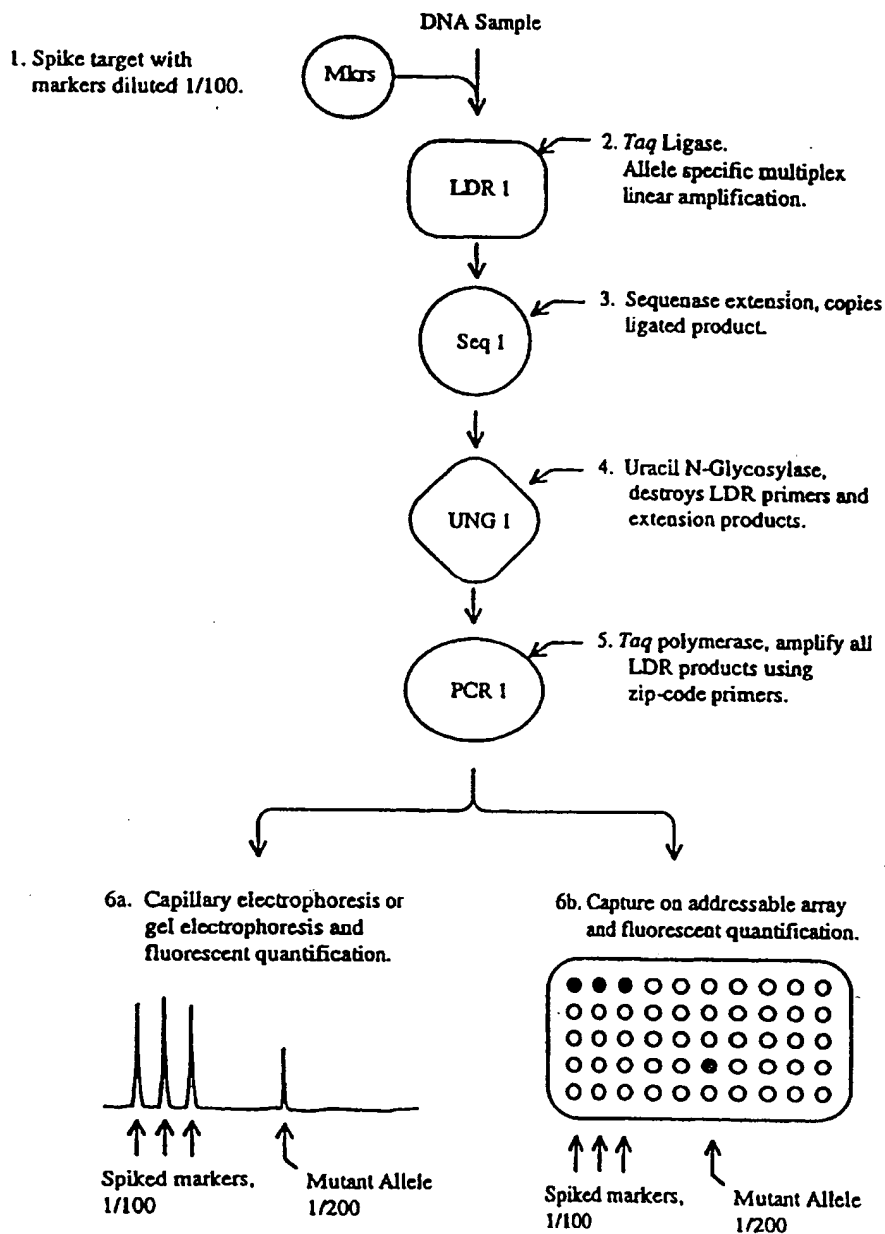 DNA Sample
1. Spike target with
markers diluted 1/100.
Mkrs
2. Taq Ligase.
Allele specific multiplex
linear amplification.
LDR 1
3. Sequenase extension, copies
ligated product.
Seq 1
4. Uracil N-Glycosylase,
destroys LDR primers and
extension products.
UNG 1
5. Taq polymerase, amplify all
LDR products using
zip-code primers.
PCR 1
6a. Capillary electrophoresis or
gel electrophoresis and
fluorescent quantification.
Spiked markers,
1/100
Mutant Allele
1/200
6b. Capture on addressable array
and fluorescent quantification.
Spiked markers,
1/100
Mutant Allele
1/200